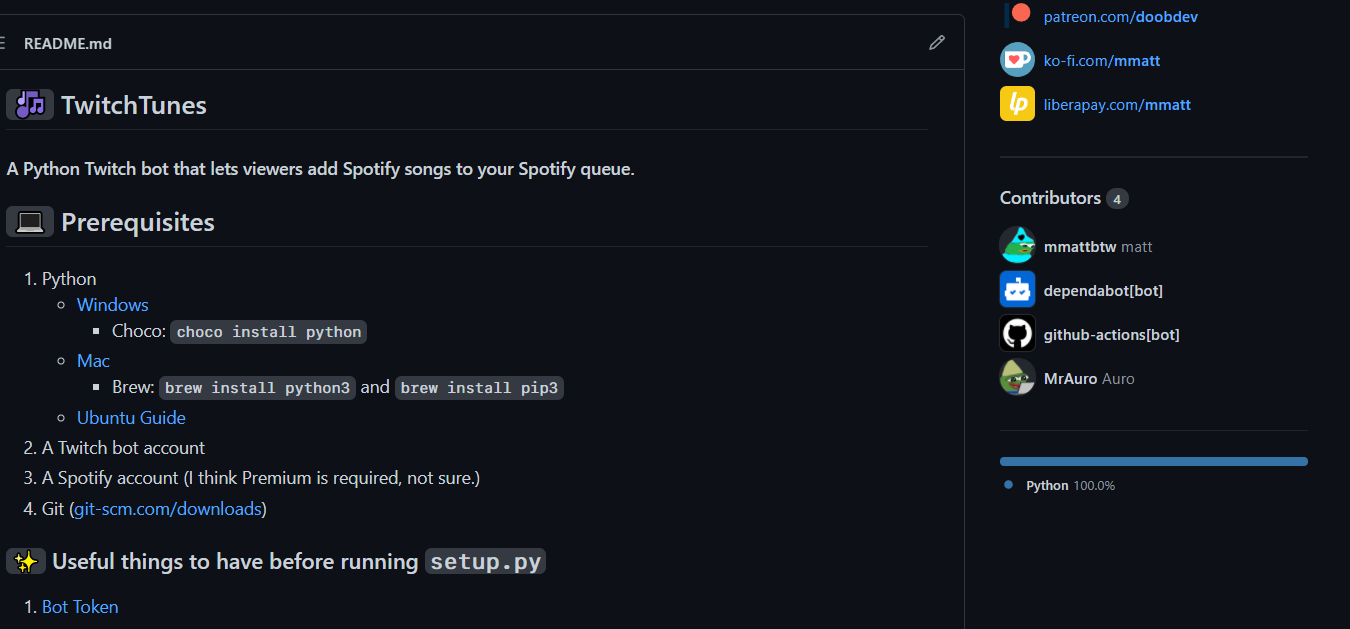 README.md
TwitchTunes
A Python Twitch bot that lets viewers add Spotify songs to your Spotify queue.
Prerequisites
1. Python
Windows
Choco: choco install python
Mac
Brew: brew install python3 and brew install pip3
Ubuntu Guide
2. A Twitch bot account
3. A Spotify account (I think Premium is required, not sure.)
4. Git (git-scm.com/downloads)
Useful things to have before running setup.py
1. Bot Token
patreon.com/doobdev
ko-fi.com/mmatt
lp liberapay.com/mmatt
Contributors 4
mmattbtw matt
dependabot[bot]
github-actions[bot]
MrAuro Auro
Python 100.0%